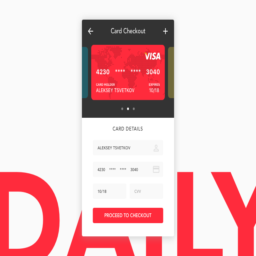 Card Checkout
VISA
4230 **** **** 3040
CARD HOLDER EXPIRES
ALEKSEY TSVETKOV 10/18
CARD DETAILS
ALEKSEY TSVETKOV
4230 **** **** 3040
10/18 CVV
PROCEED TO CHECKOUT
DAILY